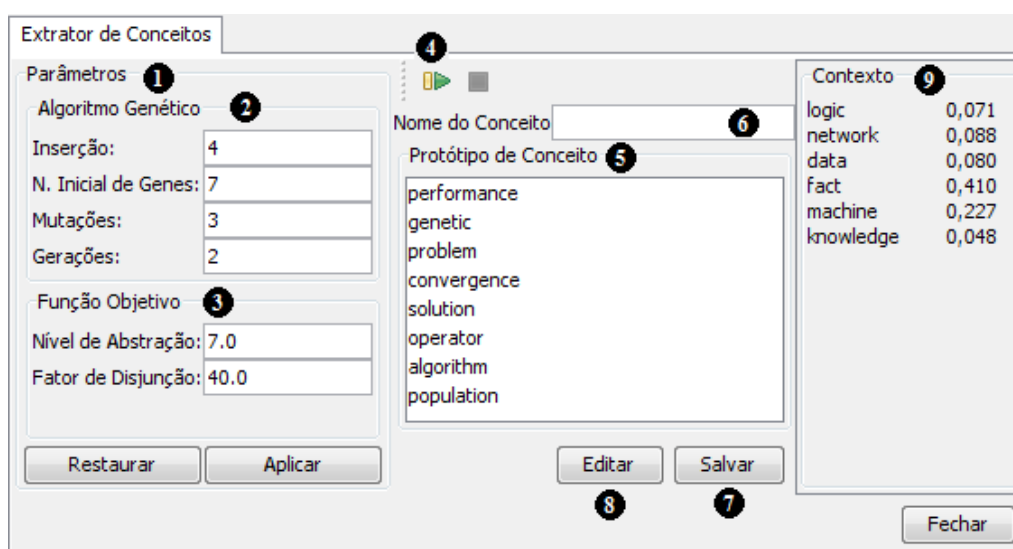 Extrator de Conceitos
Parâmetros 1
Algoritmo Genético 2
Inserção: 4
N. Inicial de Genes: 7
Mutações: 3
Gerações: 2
Função Objetivo 3
Nível de Abstração: 7.0
Fator de Disjunção: 40.0
Restaurar Aplicar
4
Nome do Conceito 6
Protótipo de Conceito 5
performance
genetic
problem
convergence
solution
operator
algorithm
population
Editar Salvar
8 7
Contexto 9
logic 0,071
network 0,088
data 0,080
fact 0,410
machine 0,227
knowledge 0,048
Fechar